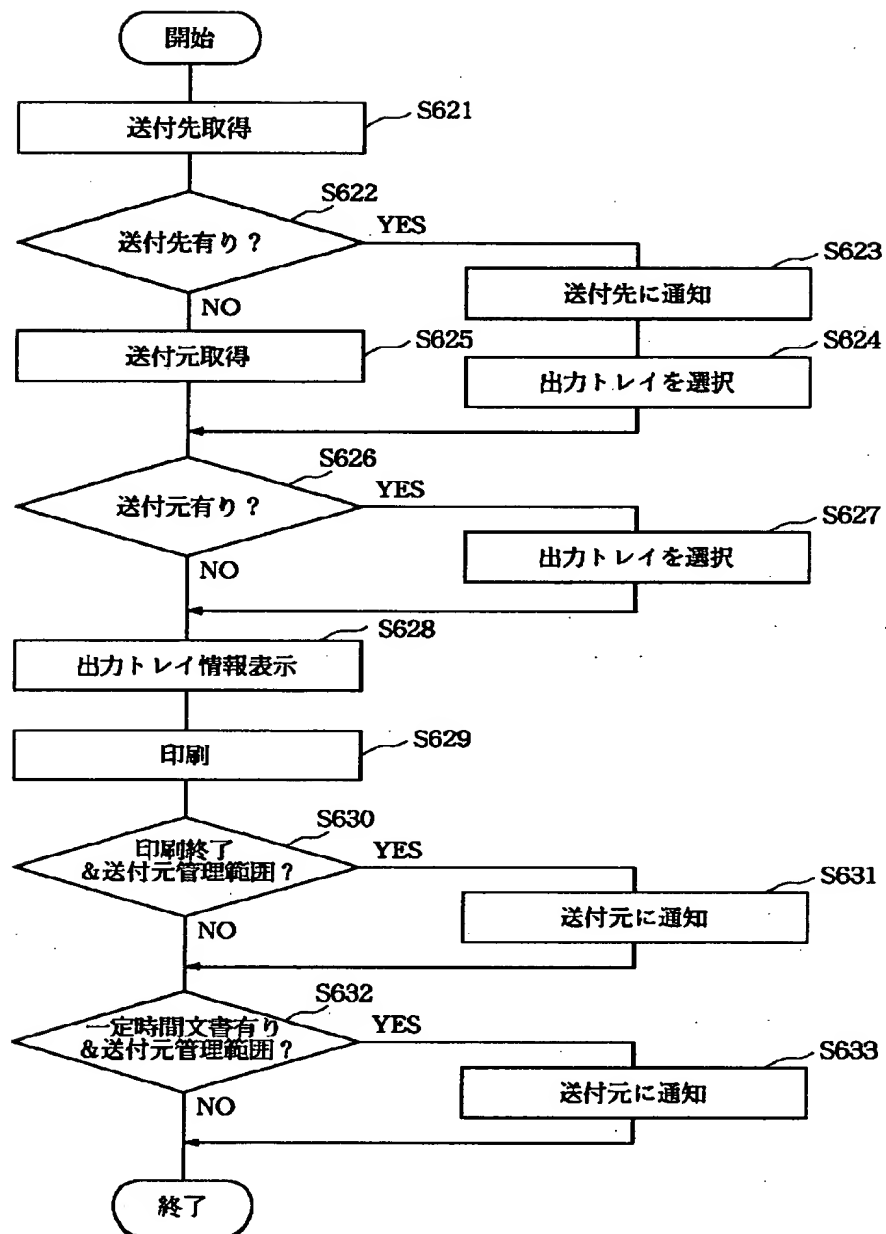 開始
送付先取得
S621
送付先有り？
S622
YES
NO
送付先に通知
S623
出力トレイを選択
S624
送付元取得
S625
送付元有り？
S626
YES
NO
出力トレイを選択
S627
出力トレイ情報表示
S628
印刷
S629
印刷終了
&送付元管理範囲？
S630
YES
NO
送付元に通知
S631
一定時間文書有り
&送付元管理範囲？
S632
YES
NO
送付元に通知
S633
終了